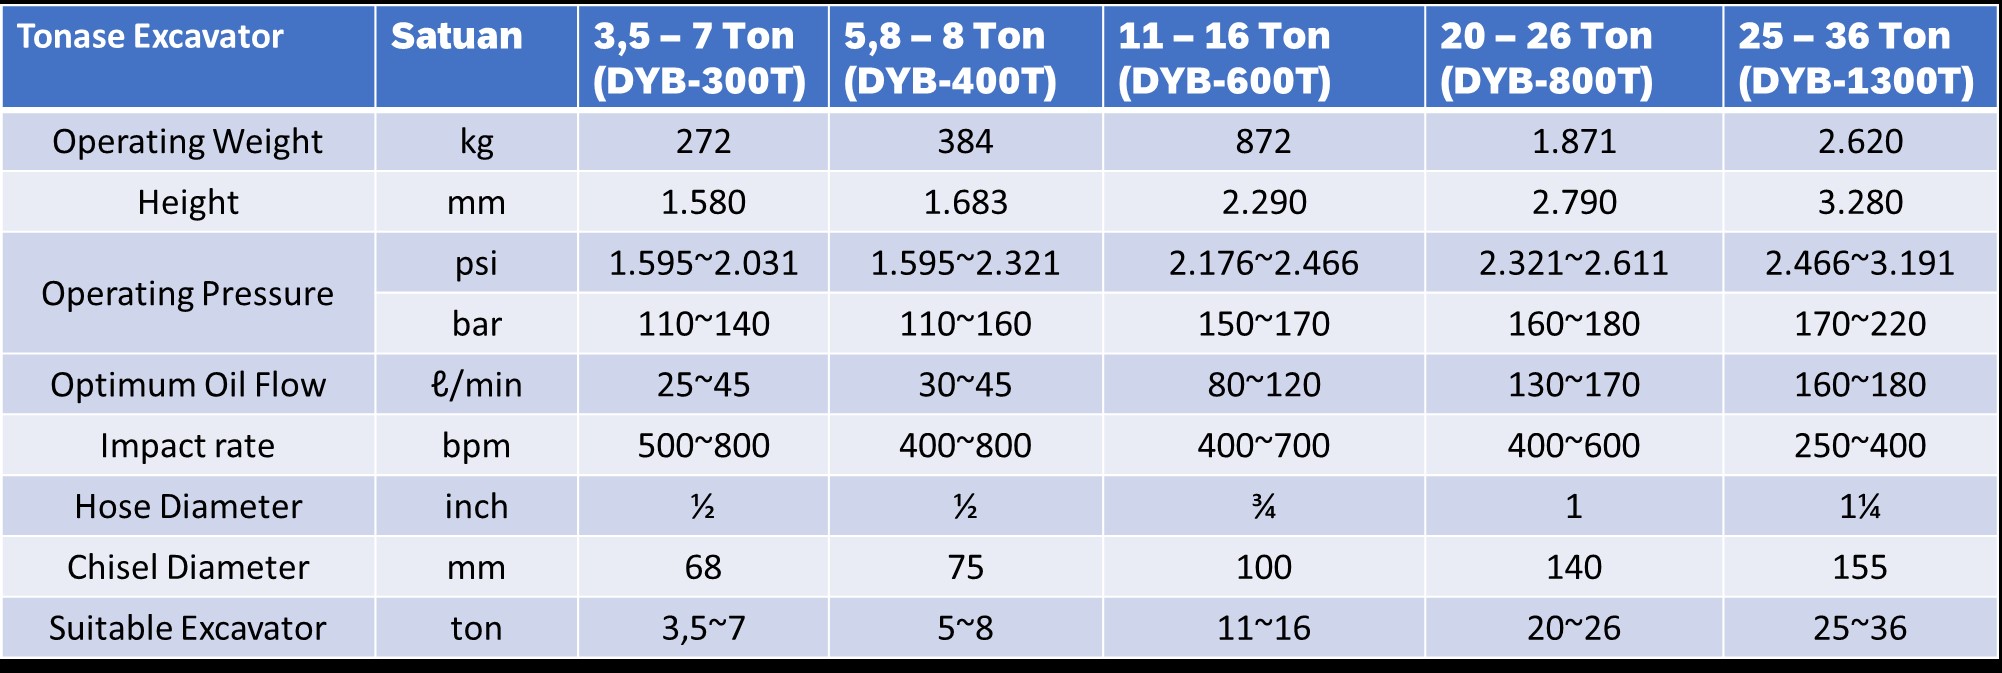 Tonase Excavator Satuan 3,5 – 7 Ton 5,8 – 8 Ton 11 – 16 Ton 20 – 26 Ton 25 – 36 Ton
(DYB-300T) (DYB-400T) (DYB-600T) (DYB-800T) (DYB-1300T)
Operating Weight kg 272 384 872 1.871 2.620
Height mm 1.580 1.683 2.290 2.790 3.280
Operating Pressure psi 1.595~2.031 1.595~2.321 2.176~2.466 2.321~2.611 2.466~3.191
bar 110~140 110~160 150~170 160~180 170~220
Optimum Oil Flow ℓ/min 25~45 30~45 80~120 130~170 160~180
Impact rate bpm 500~800 400~800 400~700 400~600 250~400
Hose Diameter inch ½ ½ ¾ 1 1¼
Chisel Diameter mm 68 75 100 140 155
Suitable Excavator ton 3,5~7 5~8 11~16 20~26 25~36